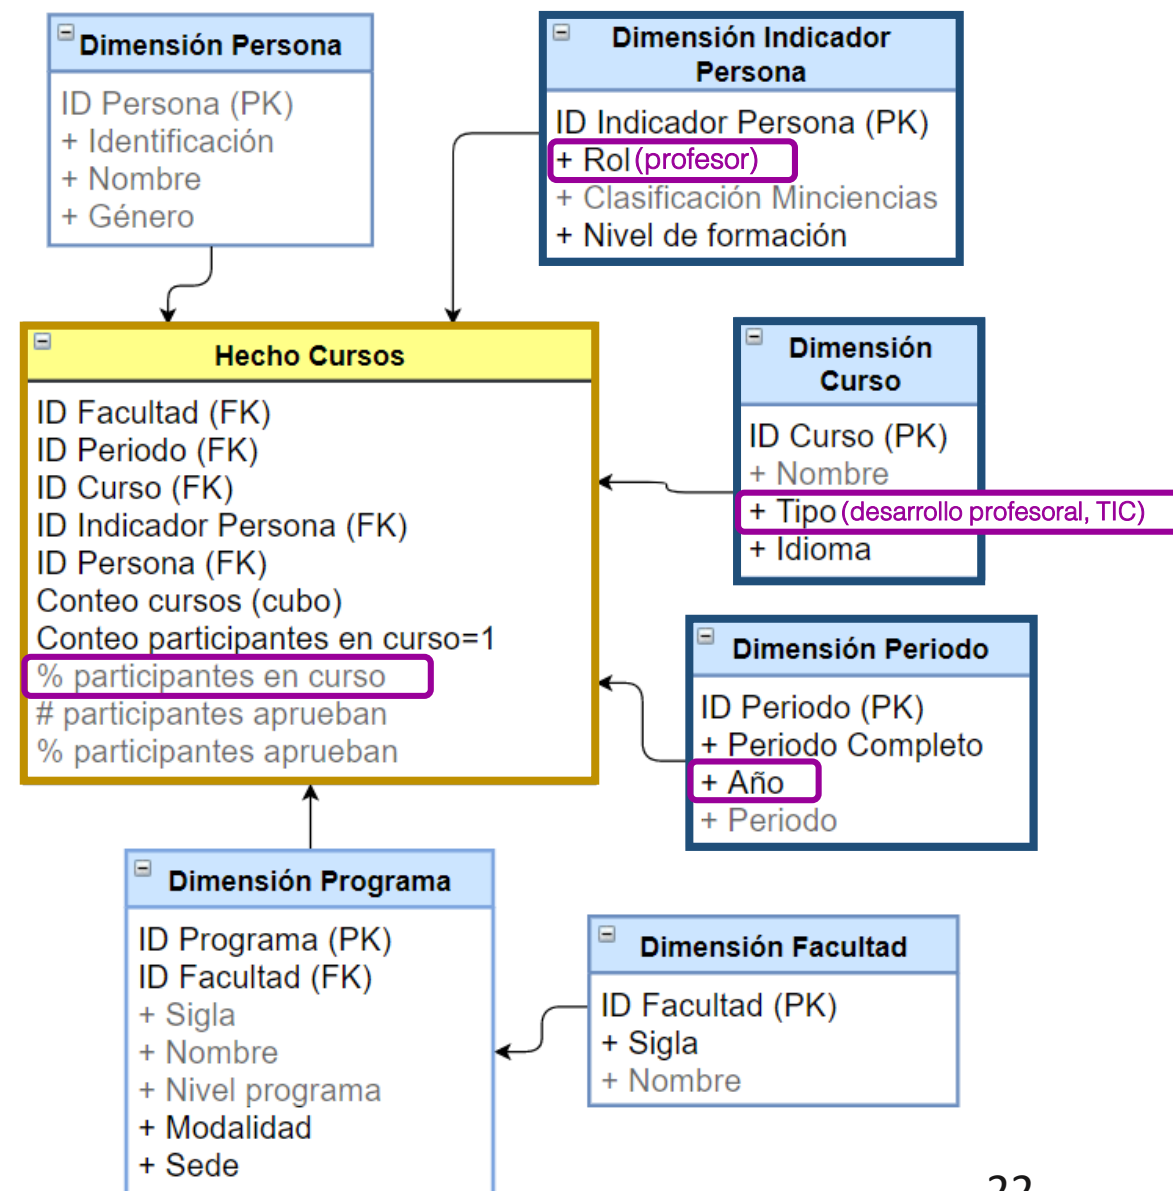 Dimensión Persona
ID Persona (PK)
+ Identificación
+ Nombre
+ Género
Dimensión Indicador
Persona
ID Indicador Persona (PK)
+ Rol (profesor)
+ Clasificación Minciencias
+ Nivel de formación
Hecho Cursos
ID Facultad (FK)
ID Periodo (FK)
ID Curso (FK)
ID Indicador Persona (FK)
ID Persona (FK)
Conteo cursos (cubo)
Conteo participantes en curso=1
% participantes en curso
# participantes aprueban
% participantes aprueban
Dimensión
Curso
ID Curso (PK)
+ Nombre
+ Tipo (desarrollo profesoral, TIC)
+ Idioma
Dimensión Periodo
ID Periodo (PK)
+ Periodo Completo
+ Año
+ Periodo
Dimensión Programa
ID Programa (PK)
ID Facultad (FK)
+ Sigla
+ Nombre
+ Nivel programa
+ Modalidad
+ Sede
Dimensión Facultad
ID Facultad (PK)
+ Sigla
+ Nombre